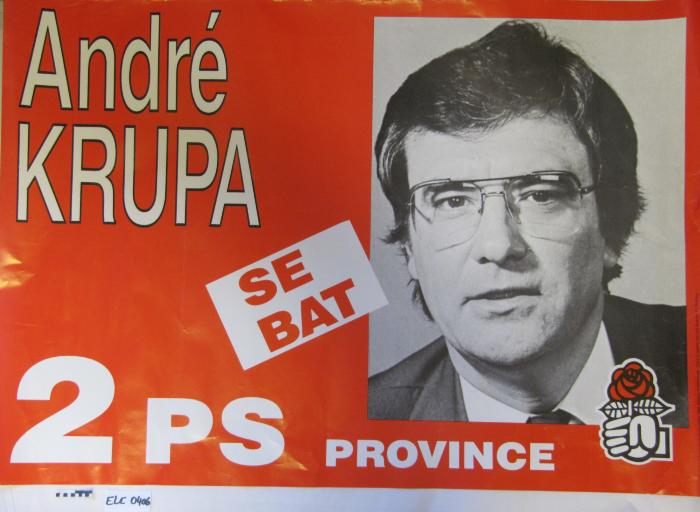 André
KRUPA
SE
BAT
2 PS
PROVINCE
ELC 0406